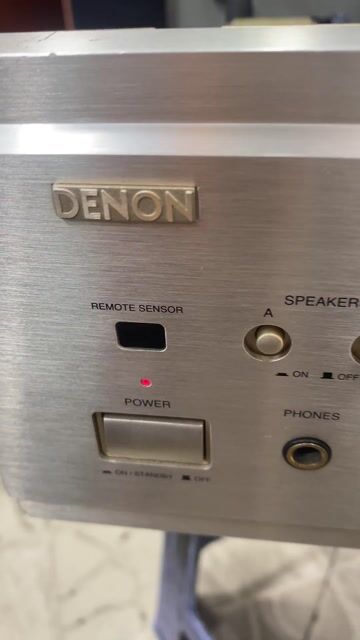 DENON
REMOTE SENSOR
SPEAKER
A
ON OFF
POWER
PHONES
ON / STANDBY OFF